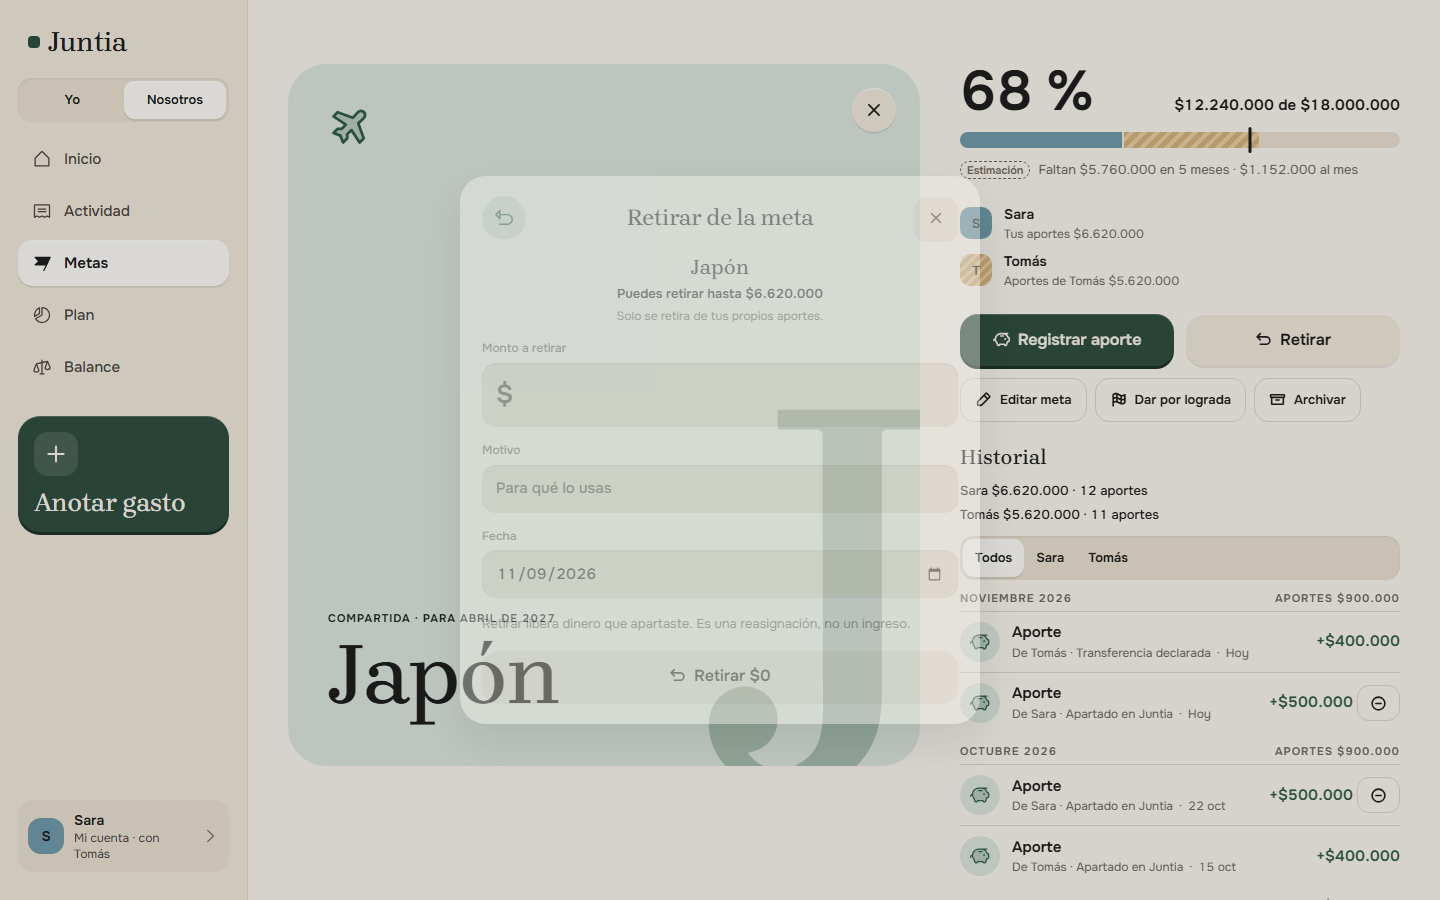 Juntia
Yo
Nosotros
Inicio
Actividad
Metas
Plan
Balance
Anotar gasto
S
Sara
Mi cuenta · con
Tomás
COMPARTIDA · PARA ABRIL DE 2027
Japón
J
Retirar de la meta
Japón
Puedes retirar hasta $6.620.000
Solo se retira de tus propios aportes.
Monto a retirar
$
Motivo
Para qué lo usas
Fecha
11/09/2026
Retirar libera dinero que apartaste. Es una reasignación, no un ingreso.
Retirar $0
68 %
$12.240.000 de $18.000.000
Estimación
Faltan $5.760.000 en 5 meses · $1.152.000 al mes
S
Sara
Tus aportes $6.620.000
T
Tomás
Aportes de Tomás $5.620.000
Registrar aporte
Retirar
Editar meta
Dar por lograda
Archivar
Historial
Sara $6.620.000 · 12 aportes
Tomás $5.620.000 · 11 aportes
Todos
Sara
Tomás
NOVIEMBRE 2026
APORTES $900.000
Aporte
De Tomás · Transferencia declarada · Hoy
+$400.000
Aporte
De Sara · Apartado en Juntia · Hoy
+$500.000
OCTUBRE 2026
APORTES $900.000
Aporte
De Sara · Apartado en Juntia · 22 oct
+$500.000
Aporte
De Tomás · Apartado en Juntia · 15 oct
+$400.000